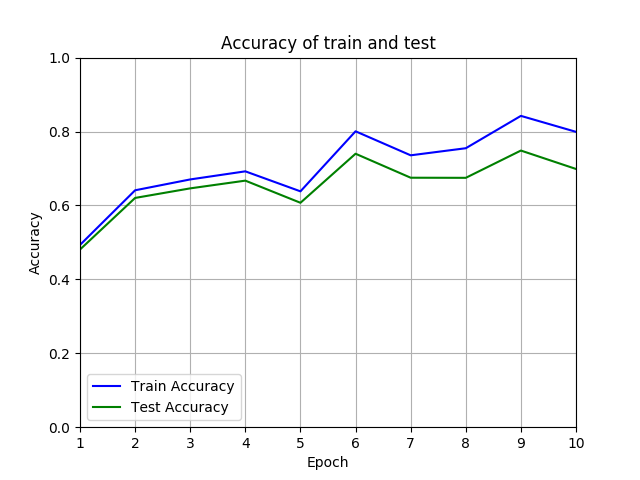 Accuracy of train and test
1.0
0.8
0.6
0.4
0.2
0.0
Accuracy
Train Accuracy
Test Accuracy
1 2 3 4 5 6 7 8 9 10
Epoch